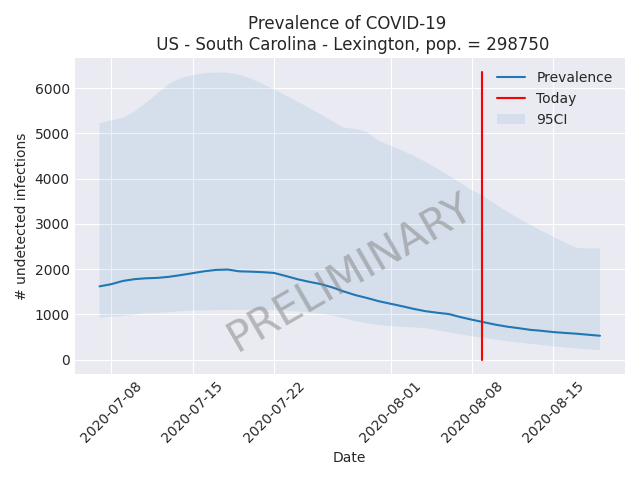 Prevalence of COVID-19
US - South Carolina - Lexington, pop. = 298750
# undetected infections
6000
5000
4000
3000
2000
1000
0
Prevalence
Today
95CI
PRELIMINARY
2020-07-08
2020-07-15
2020-07-22
2020-08-01
2020-08-08
2020-08-15
Date